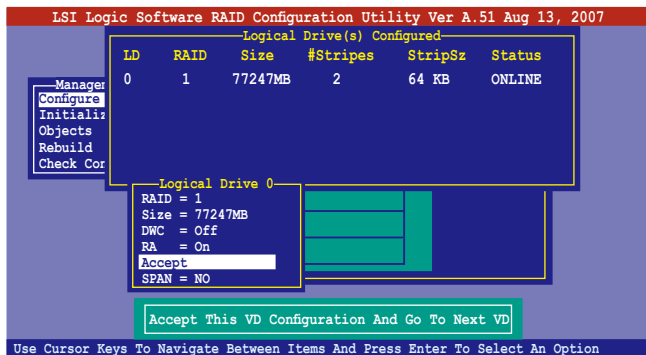 LSI Logic Software RAID Configuration Utility Ver A.51 Aug 13, 2007
Logical Drive(s) Configured
LD RAID Size #Stripes StripSz Status
0 1 77247MB 2 64 KB ONLINE
Managem
Configure
Initializ
Objects
Rebuild
Check Con
Logical Drive 0
RAID = 1
Size = 77247MB
DWC = Off
RA = On
Accept
SPAN = NO
Accept This VD Configuration And Go To Next VD
Use Cursor Keys To Navigate Between Items And Press Enter To Select An Option